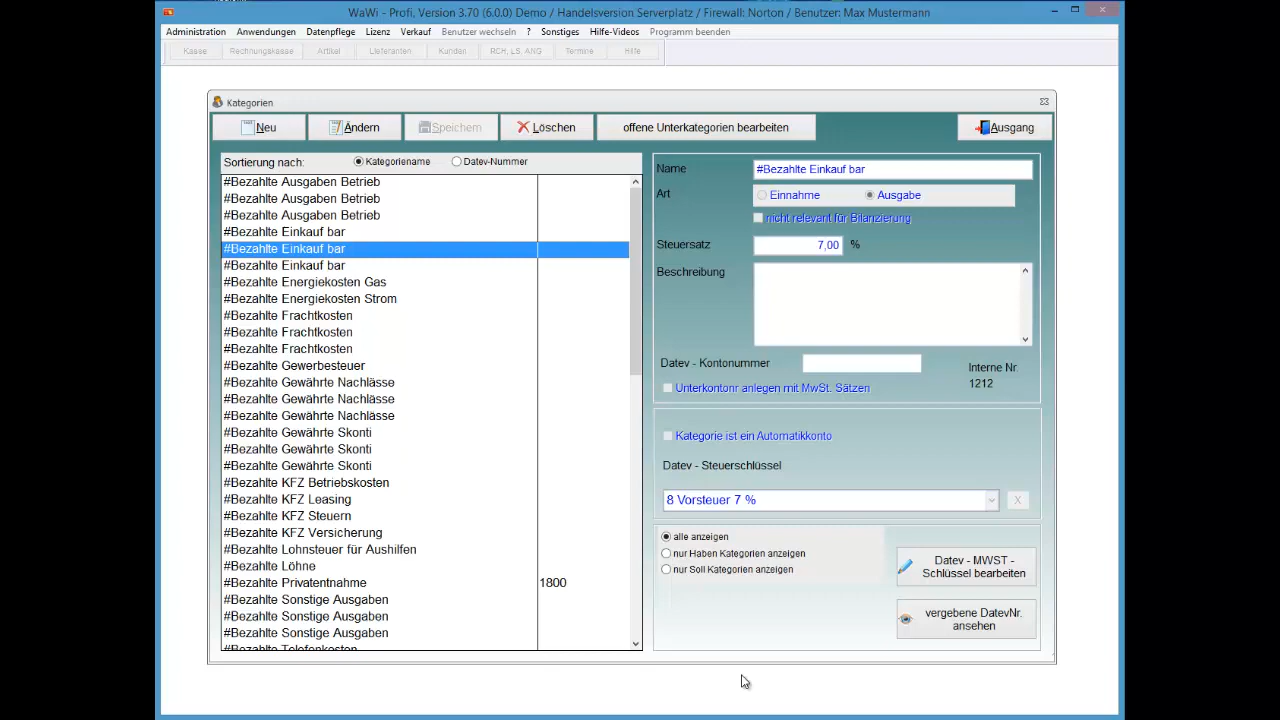 WaWi - Profi, Version 3.70 (6.0.0) Demo / Handelsversion Serverplatz / Firewall: Norton / Benutzer: Max Mustermann
Administration Anwendungen Datenpflege Lizenz Verkauf Benutzer wechseln ? Sonstiges Hilfe-Videos Programm beenden
Kasse Rechnungskasse Artikel Lieferanten Kunden RCH, LS, ANG Termine Hilfe
Kategorien
Neu Ändern Speichern Löschen offene Unterkategorien bearbeiten Ausgang
Sortierung nach: Kategoriename Datev-Nummer
#Bezahlte Ausgaben Betrieb
#Bezahlte Ausgaben Betrieb
#Bezahlte Ausgaben Betrieb
#Bezahlte Einkauf bar
#Bezahlte Einkauf bar
#Bezahlte Einkauf bar
#Bezahlte Energiekosten Gas
#Bezahlte Energiekosten Strom
#Bezahlte Frachtkosten
#Bezahlte Frachtkosten
#Bezahlte Frachtkosten
#Bezahlte Gewerbesteuer
#Bezahlte Gewährte Nachlässe
#Bezahlte Gewährte Nachlässe
#Bezahlte Gewährte Nachlässe
#Bezahlte Gewährte Skonti
#Bezahlte Gewährte Skonti
#Bezahlte Gewährte Skonti
#Bezahlte KFZ Betriebskosten
#Bezahlte KFZ Leasing
#Bezahlte KFZ Steuern
#Bezahlte KFZ Versicherung
#Bezahlte Lohnsteuer für Aushilfen
#Bezahlte Löhne
#Bezahlte Privatentnahme 1800
#Bezahlte Sonstige Ausgaben
#Bezahlte Sonstige Ausgaben
#Bezahlte Sonstige Ausgaben
#Bezahlte Telefonkosten
Name #Bezahlte Einkauf bar
Art Einnahme Ausgabe
nicht relevant für Bilanzierung
Steuersatz 7,00 %
Beschreibung
Datev - Kontonummer
Interne Nr.
1212
Unterkontonr anlegen mit MwSt. Sätzen
Kategorie ist ein Automatikkonto
Datev - Steuerschlüssel
8 Vorsteuer 7 % X
alle anzeigen
nur Haben Kategorien anzeigen
nur Soll Kategorien anzeigen
Datev - MWST -
Schlüssel bearbeiten
vergebene DatevNr.
ansehen